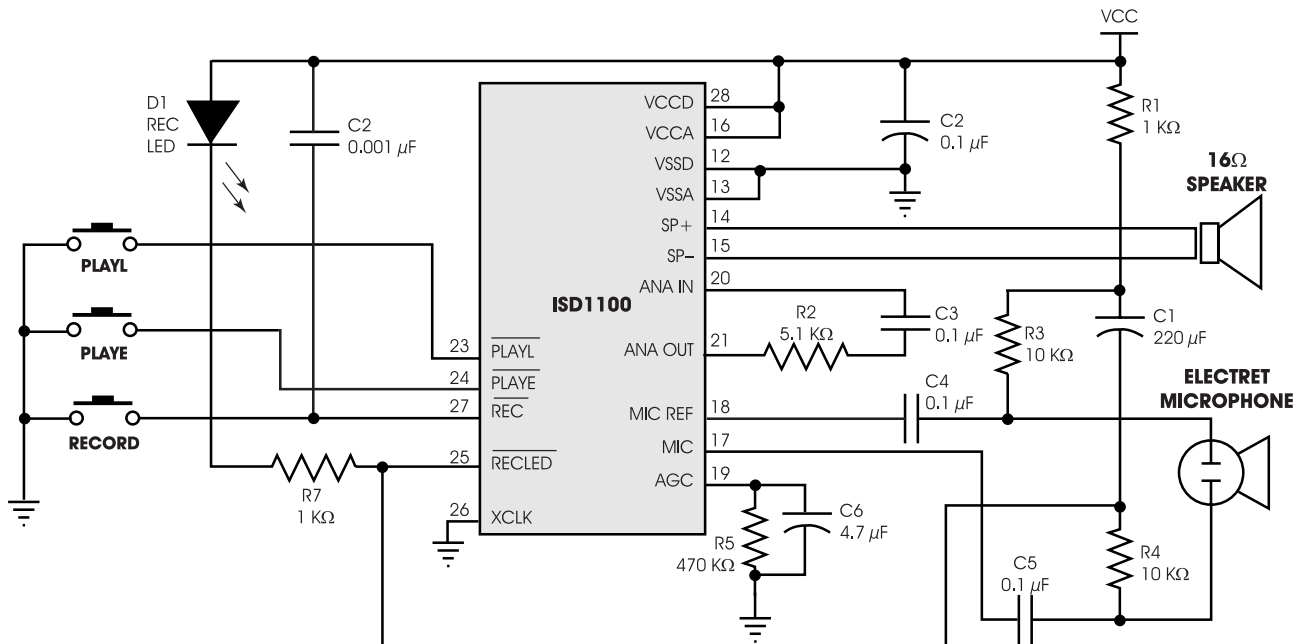 VCC
D1
REC
LED
C2
0.001 µF
VCCD
28
VCCA
16
VSSD
12
VSSA
13
SP+
14
SP–
15
ANA IN
20
ANA OUT
21
MIC REF
18
MIC
17
AGC
19
ISD1100
C2
0.1 µF
R1
1 KΩ
16Ω
SPEAKER
PLAYL
PLAYE
RECORD
23
PLAYL
24
PLAYE
27
REC
25
RECLED
26
XCLK
R7
1 KΩ
R2
5.1 KΩ
C3
0.1 µF
R3
10 KΩ
C1
220 µF
C4
0.1 µF
ELECTRET
MICROPHONE
R5
470 KΩ
C6
4.7 µF
C5
0.1 µF
R4
10 KΩ